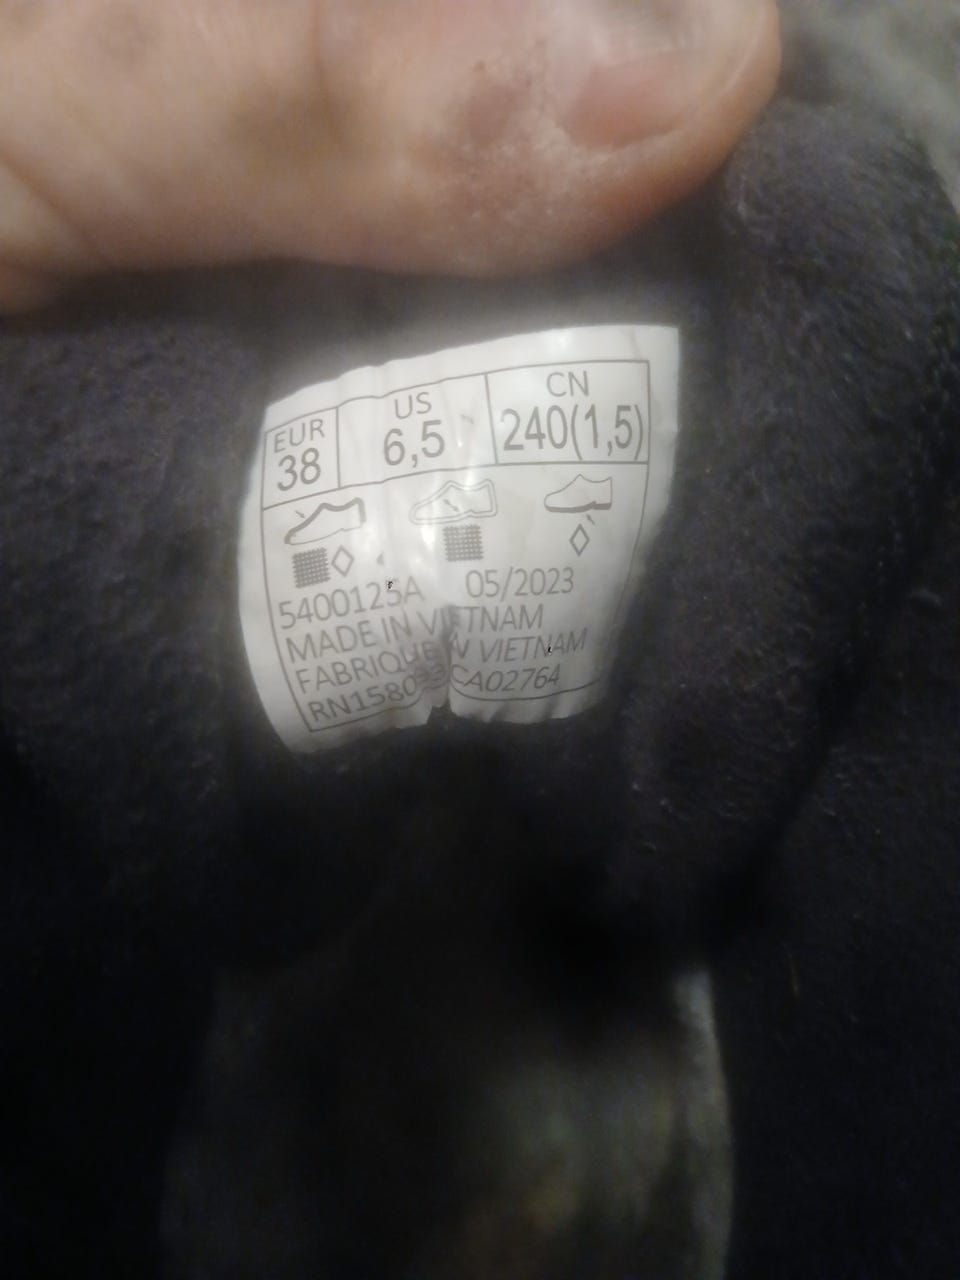 EUR US CN
38 6,5 240(1,5)
5400125A 05/2023
MADE IN VIETNAM
FABRIQUE VIETNAM
CA02764